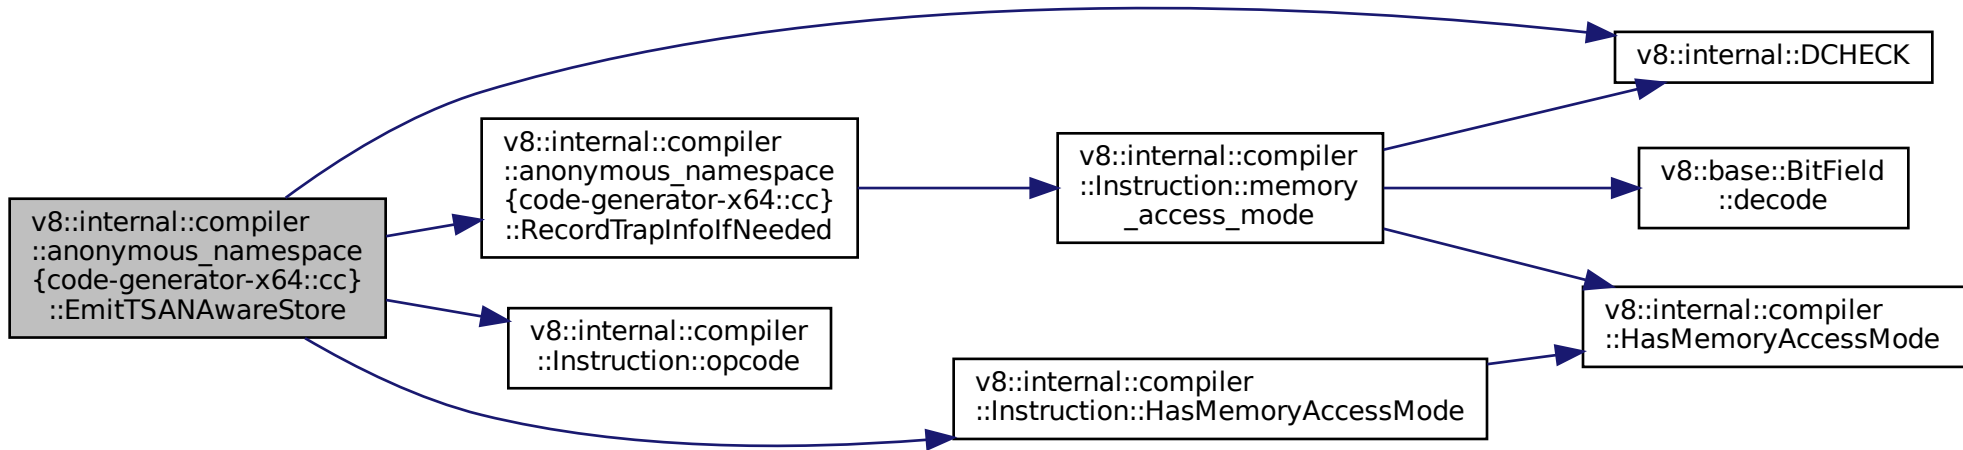 v8::internal::compiler
::anonymous_namespace
{code-generator-x64::cc}
::EmitTSANAwareStore
v8::internal::compiler
::anonymous_namespace
{code-generator-x64::cc}
::RecordTrapInfoIfNeeded
v8::internal::compiler
::Instruction::opcode
v8::internal::compiler
::Instruction::HasMemoryAccessMode
v8::internal::compiler
::Instruction::memory
_access_mode
v8::internal::DCHECK
v8::base::BitField
::decode
v8::internal::compiler
::HasMemoryAccessMode